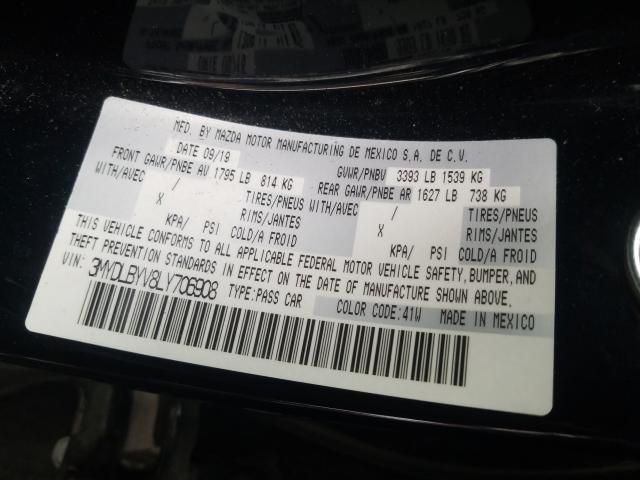 MFD. BY MAZDA MOTOR MANUFACTURING DE MEXICO S.A. DE C.V.
DATE 09/19 GVWR/PNBV 3393 LB 1539 KG
FRONT GAWR/PNBE AV 1795 LB 814 KG REAR GAWR/PNBE AR 1627 LB 738 KG
WITH/AVEC / TIRES/PNEUS WITH/AVEC / TIRES/PNEUS
X RIMS/JANTES X RIMS/JANTES
KPA/ PSI COLD/A FROID KPA/ PSI COLD/A FROID
THIS VEHICLE CONFORMS TO ALL APPLICABLE FEDERAL MOTOR VEHICLE SAFETY, BUMPER, AND
THEFT PREVENTION STANDARDS IN EFFECT ON THE DATE OF MANUFACTURE SHOWN ABOVE.
VIN: 3MVDLBYV8LY706908 TYPE:PASS CAR
COLOR CODE:41W MADE IN MEXICO